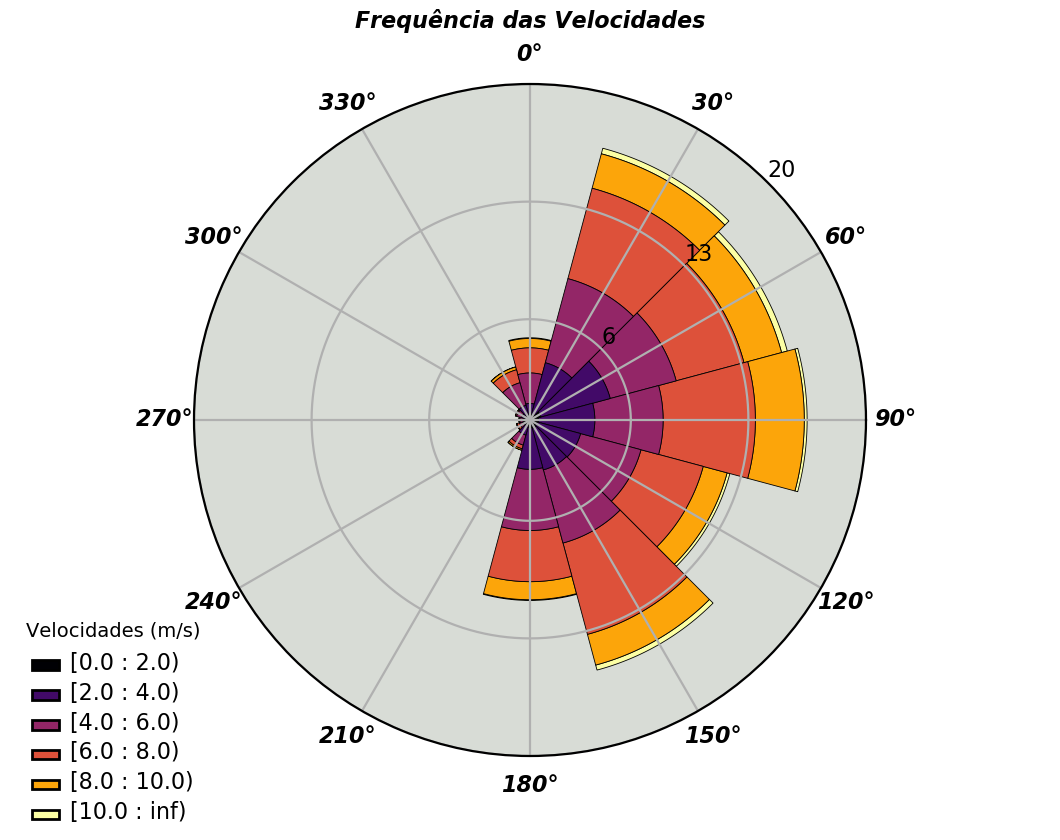 Frequência das Velocidades
0°
330°
30°
20
300°
60°
13
6
270°
90°
240°
120°
210°
150°
180°
Velocidades (m/s)
[0.0 : 2.0)
[2.0 : 4.0)
[4.0 : 6.0)
[6.0 : 8.0)
[8.0 : 10.0)
[10.0 : inf)